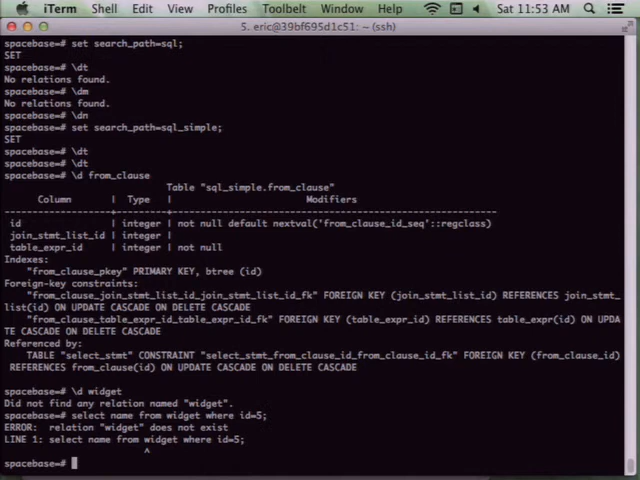 iTerm Shell Edit View Profiles Toolbelt Window Help Sat 11:53 AM
5. eric@39bf695d1c51: ~ (ssh)
spacebase=# set search_path=sql;
SET
spacebase=# \dt
No relations found.
spacebase=# \dm
No relations found.
spacebase=# \dn
spacebase=# set search_path=sql_simple;
SET
spacebase=# \dt
spacebase=# \dt
spacebase=# \d from_clause
Table "sql_simple.from_clause"
Column | Type | Modifiers
-------------------+---------+------------------------------------------------------
id | integer | not null default nextval('from_clause_id_seq'::regclass)
join_stmt_list_id | integer |
table_expr_id | integer | not null
Indexes:
"from_clause_pkey" PRIMARY KEY, btree (id)
Foreign-key constraints:
"from_clause_join_stmt_list_id_join_stmt_list_id_fk" FOREIGN KEY (join_stmt_list_id) REFERENCES join_stmt_
list(id) ON UPDATE CASCADE ON DELETE CASCADE
"from_clause_table_expr_id_table_expr_id_fk" FOREIGN KEY (table_expr_id) REFERENCES table_expr(id) ON UPDA
TE CASCADE ON DELETE CASCADE
Referenced by:
TABLE "select_stmt" CONSTRAINT "select_stmt_from_clause_id_from_clause_id_fk" FOREIGN KEY (from_clause_id)
REFERENCES from_clause(id) ON UPDATE CASCADE ON DELETE CASCADE
spacebase=# \d widget
Did not find any relation named "widget".
spacebase=# select name from widget where id=5;
ERROR: relation "widget" does not exist
LINE 1: select name from widget where id=5;
^
spacebase=#